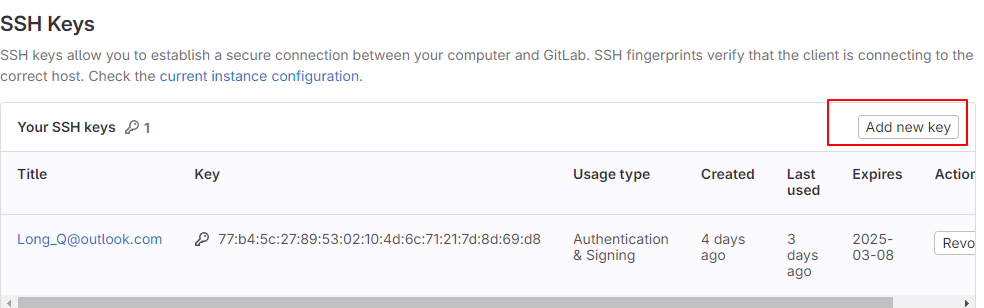 SSH Keys
SSH keys allow you to establish a secure connection between your computer and GitLab. SSH fingerprints verify that the client is connecting to the
correct host. Check the current instance configuration.
Your SSH keys 1
Add new key
Title Key Usage type Created Last used Expires Action
Long_Q@outlook.com 77:b4:5c:27:89:53:02:10:4d:6c:71:21:7d:8d:69:d8 Authentication & Signing 4 days ago 3 days ago 2025-03-08 Revo